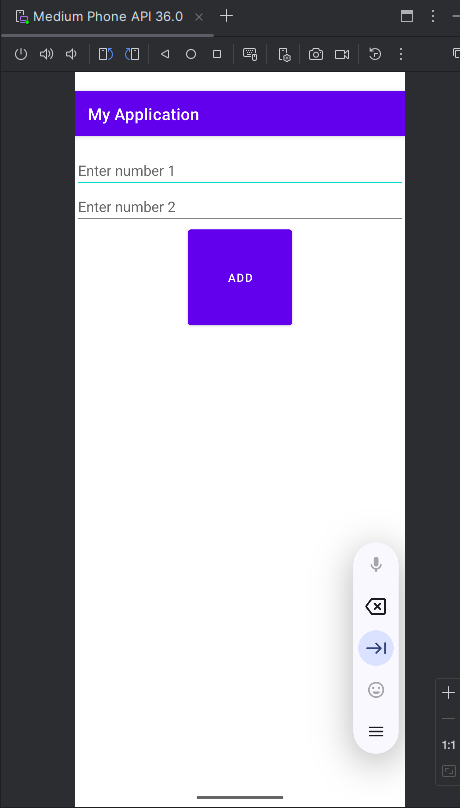 Medium Phone API 36.0
My Application
Enter number 1
Enter number 2
ADD
1:1